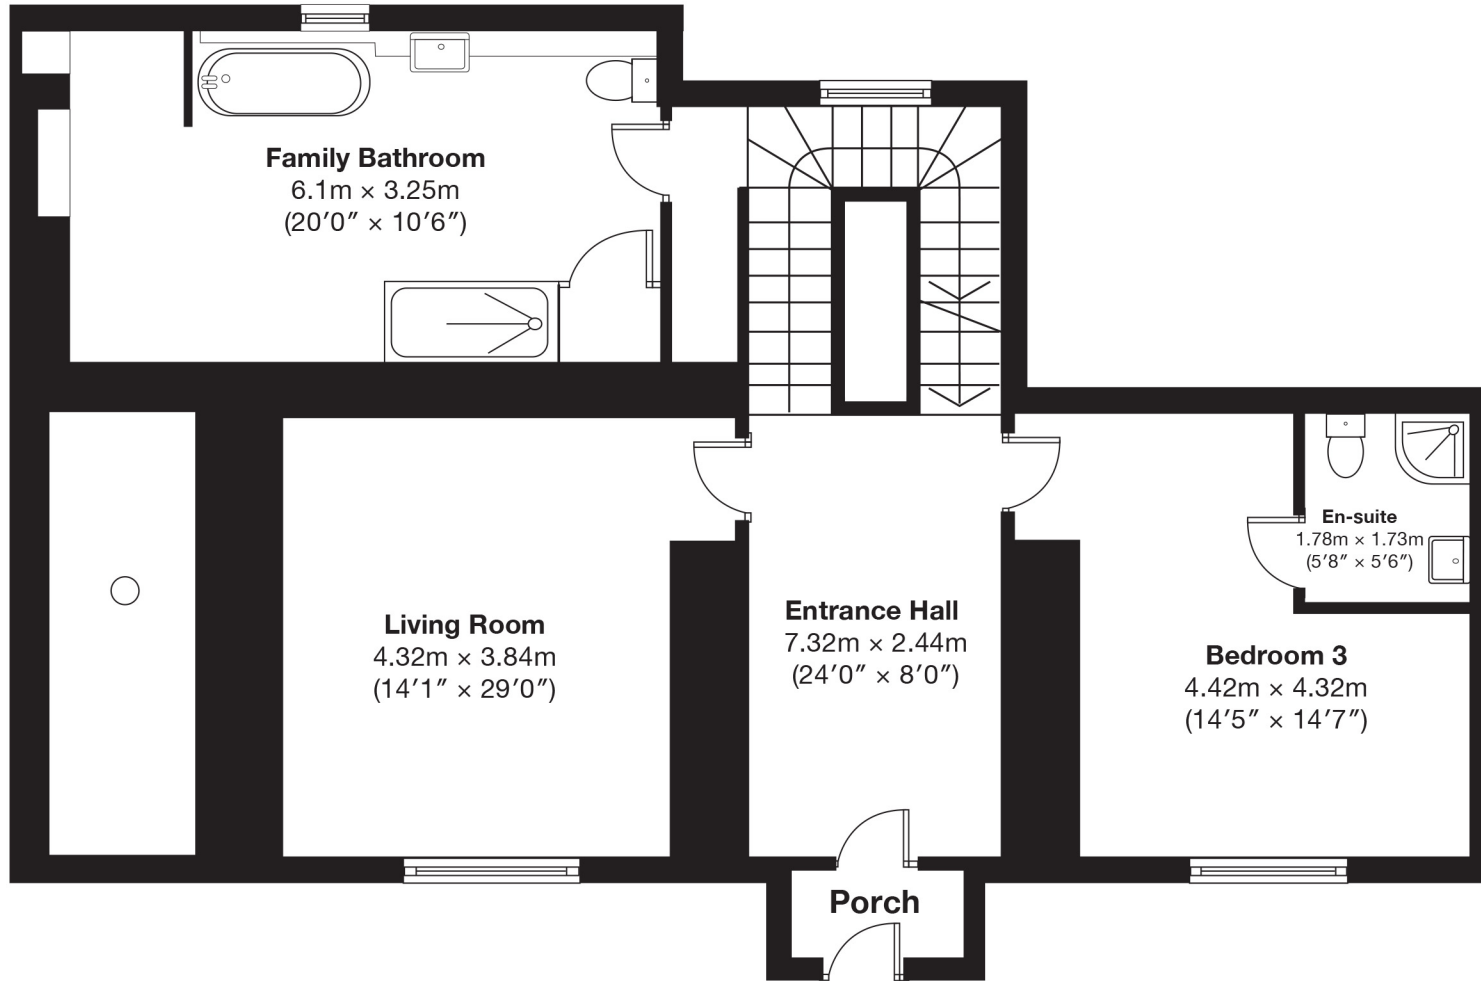 Family Bathroom
6.1m × 3.25m
(20′0″ × 10′6″)
En-suite
1.78m × 1.73m
(5′8″ × 5′6″)
Living Room
4.32m × 3.84m
(14′1″ × 29′0″)
Entrance Hall
7.32m × 2.44m
(24′0″ × 8′0″)
Bedroom 3
4.42m × 4.32m
(14′5″ × 14′7″)
Porch